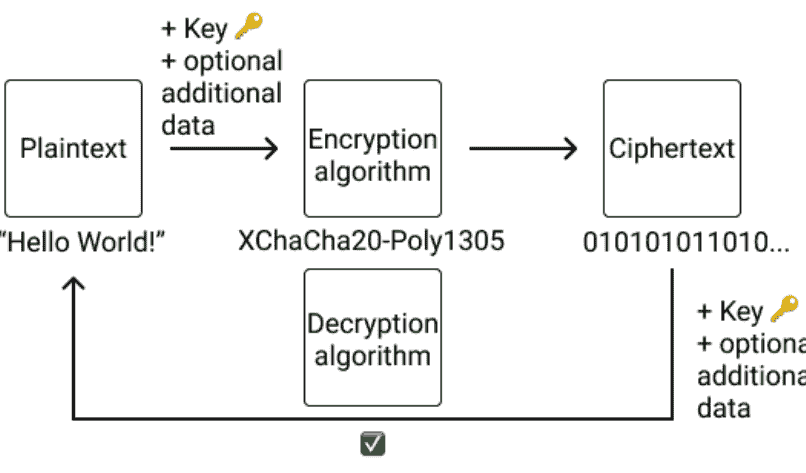 + Key 🔑
+ optional
additional
data
Plaintext
Encryption
algorithm
Ciphertext
“Hello World!”
XChaCha20-Poly1305
010101011010...
Decryption
algorithm
+ Key 🔑
+ optiona
additiona
data